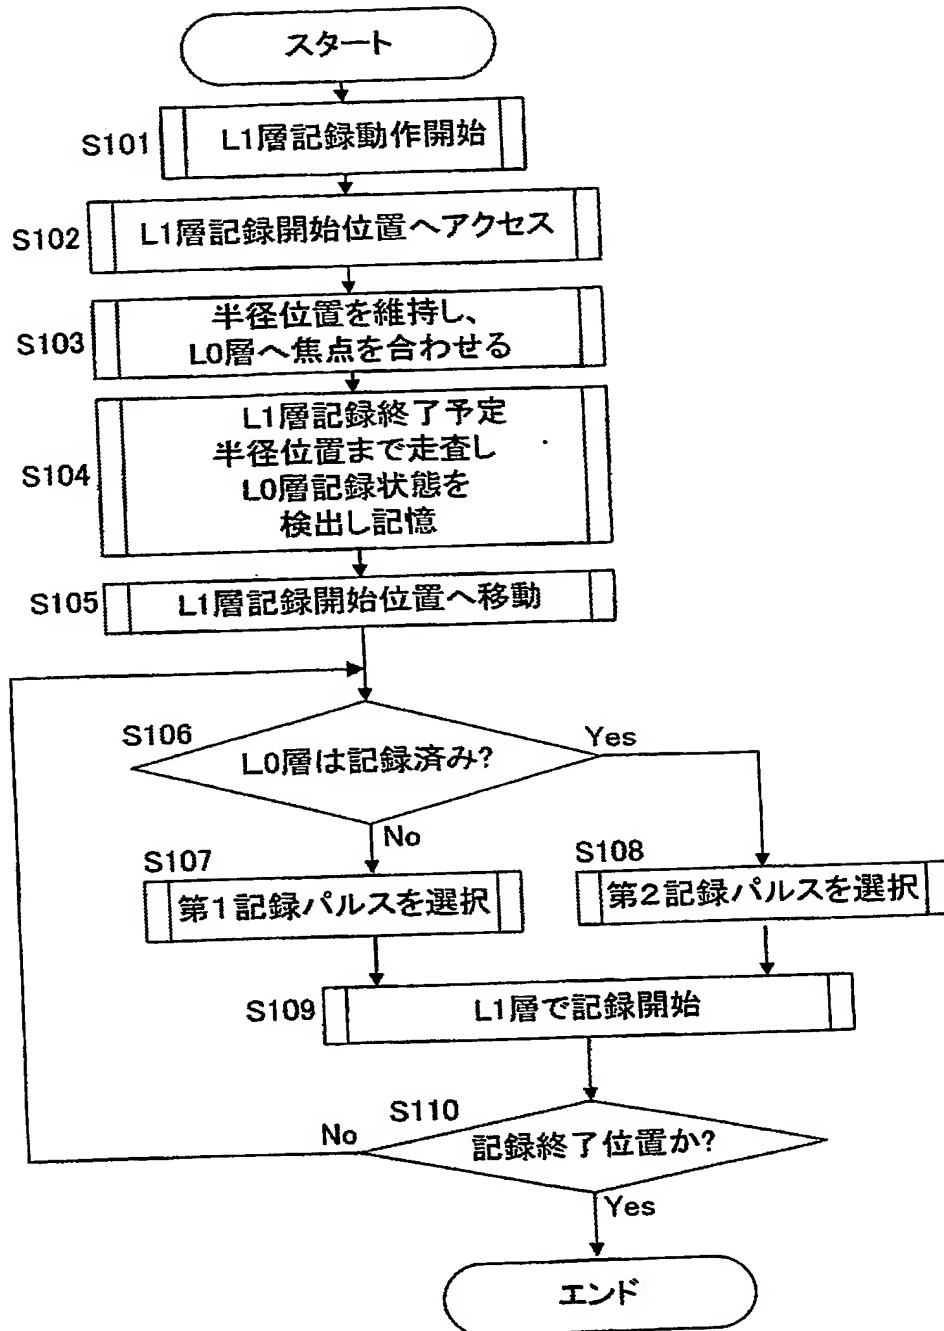 スタート
S101
L1層記録動作開始
S102
L1層記録開始位置へアクセス
S103
半径位置を維持し、
L0層へ焦点を合わせる
S104
L1層記録終了予定
半径位置まで走査し
L0層記録状態を
検出し記憶
S105
L1層記録開始位置へ移動
S106
L0層は記録済み?
Yes
No
S107
第1記録パルスを選択
S108
第2記録パルスを選択
S109
L1層で記録開始
S110
記録終了位置か?
No
Yes
エンド